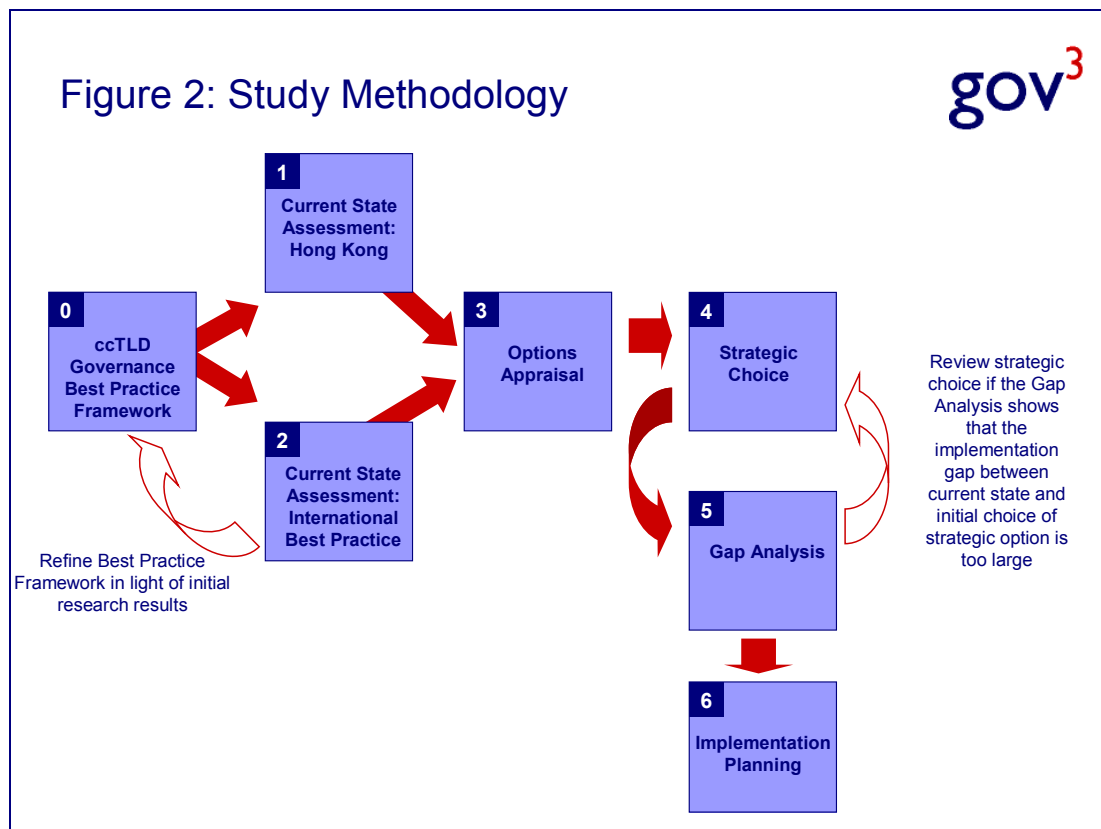 Figure 2: Study Methodology
gov3
1
Current State
Assessment:
Hong Kong
0
ccTLD
Governance
Best Practice
Framework
2
Current State
Assessment:
International
Best Practice
3
Options
Appraisal
4
Strategic
Choice
5
Gap Analysis
6
Implementation
Planning
Refine Best Practice
Framework in light of initial
research results
Review strategic
choice if the Gap
Analysis shows
that the
implementation
gap between
current state and
initial choice of
strategic option is
too large